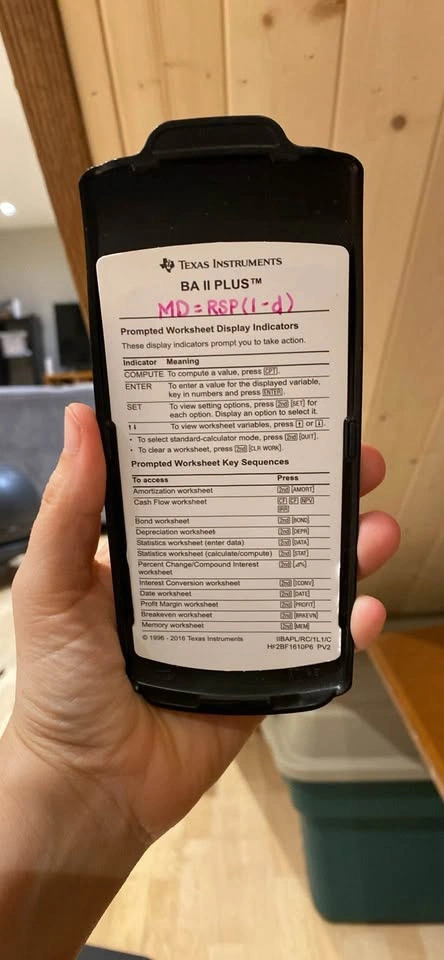 TEXAS INSTRUMENTS
BA II PLUS™
MD = RSP(1-d)
Prompted Worksheet Display Indicators
These display indicators prompt you to take action.
Indicator Meaning
COMPUTE To compute a value, press [CPT].
ENTER To enter a value for the displayed variable,
key in numbers and press [ENTER].
SET To view setting options, press [2nd] [SET] for
each option. Display an option to select it.
↑↓ To view worksheet variables, press [↑] or [↓].
• To select standard-calculator mode, press [2nd] [QUIT].
• To clear a worksheet, press [2nd] [CLR WORK].
Prompted Worksheet Key Sequences
To access Press
Amortization worksheet [2nd] [AMORT]
Cash Flow worksheet [CF] [CF] [NPV]
[IRR]
Bond worksheet [2nd] [BOND]
Depreciation worksheet [2nd] [DEPR]
Statistics worksheet (enter data) [2nd] [DATA]
Statistics worksheet (calculate/compute) [2nd] [STAT]
Percent Change/Compound Interest [2nd] [Δ%]
worksheet
Interest Conversion worksheet [2nd] [ICONV]
Date worksheet [2nd] [DATE]
Profit Margin worksheet [2nd] [PROFIT]
Breakeven worksheet [2nd] [BRKEVN]
Memory worksheet [2nd] [MEM]
© 1996 - 2016 Texas Instruments IIBAPL/RC/1L1/C
H#2BF1610P6 PV2